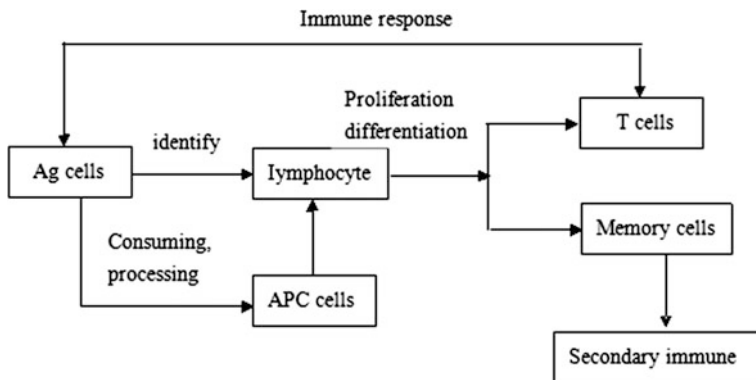 Immune response
Proliferation
differentiation
T cells
identify
Ag cells
Iymphocyte
Memory cells
Consuming,
processing
APC cells
Secondary immune